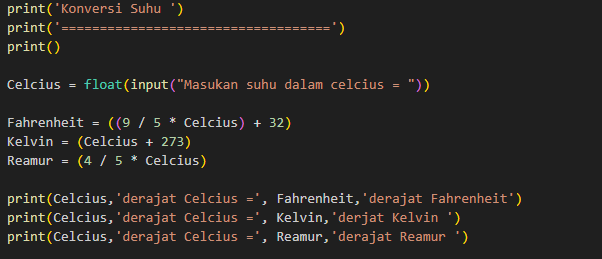 print('Konversi Suhu ')
print('==================================')
print()
Celcius = float(input("Masukan suhu dalam celcius = "))
Fahrenheit = ((9 / 5 * Celcius) + 32)
Kelvin = (Celcius + 273)
Reamur = (4 / 5 * Celcius)
print(Celcius,'derajat Celcius =', Fahrenheit,'derajat Fahrenheit')
print(Celcius,'derajat Celcius =', Kelvin,'derjat Kelvin ')
print(Celcius,'derajat Celcius =', Reamur,'derajat Reamur ')